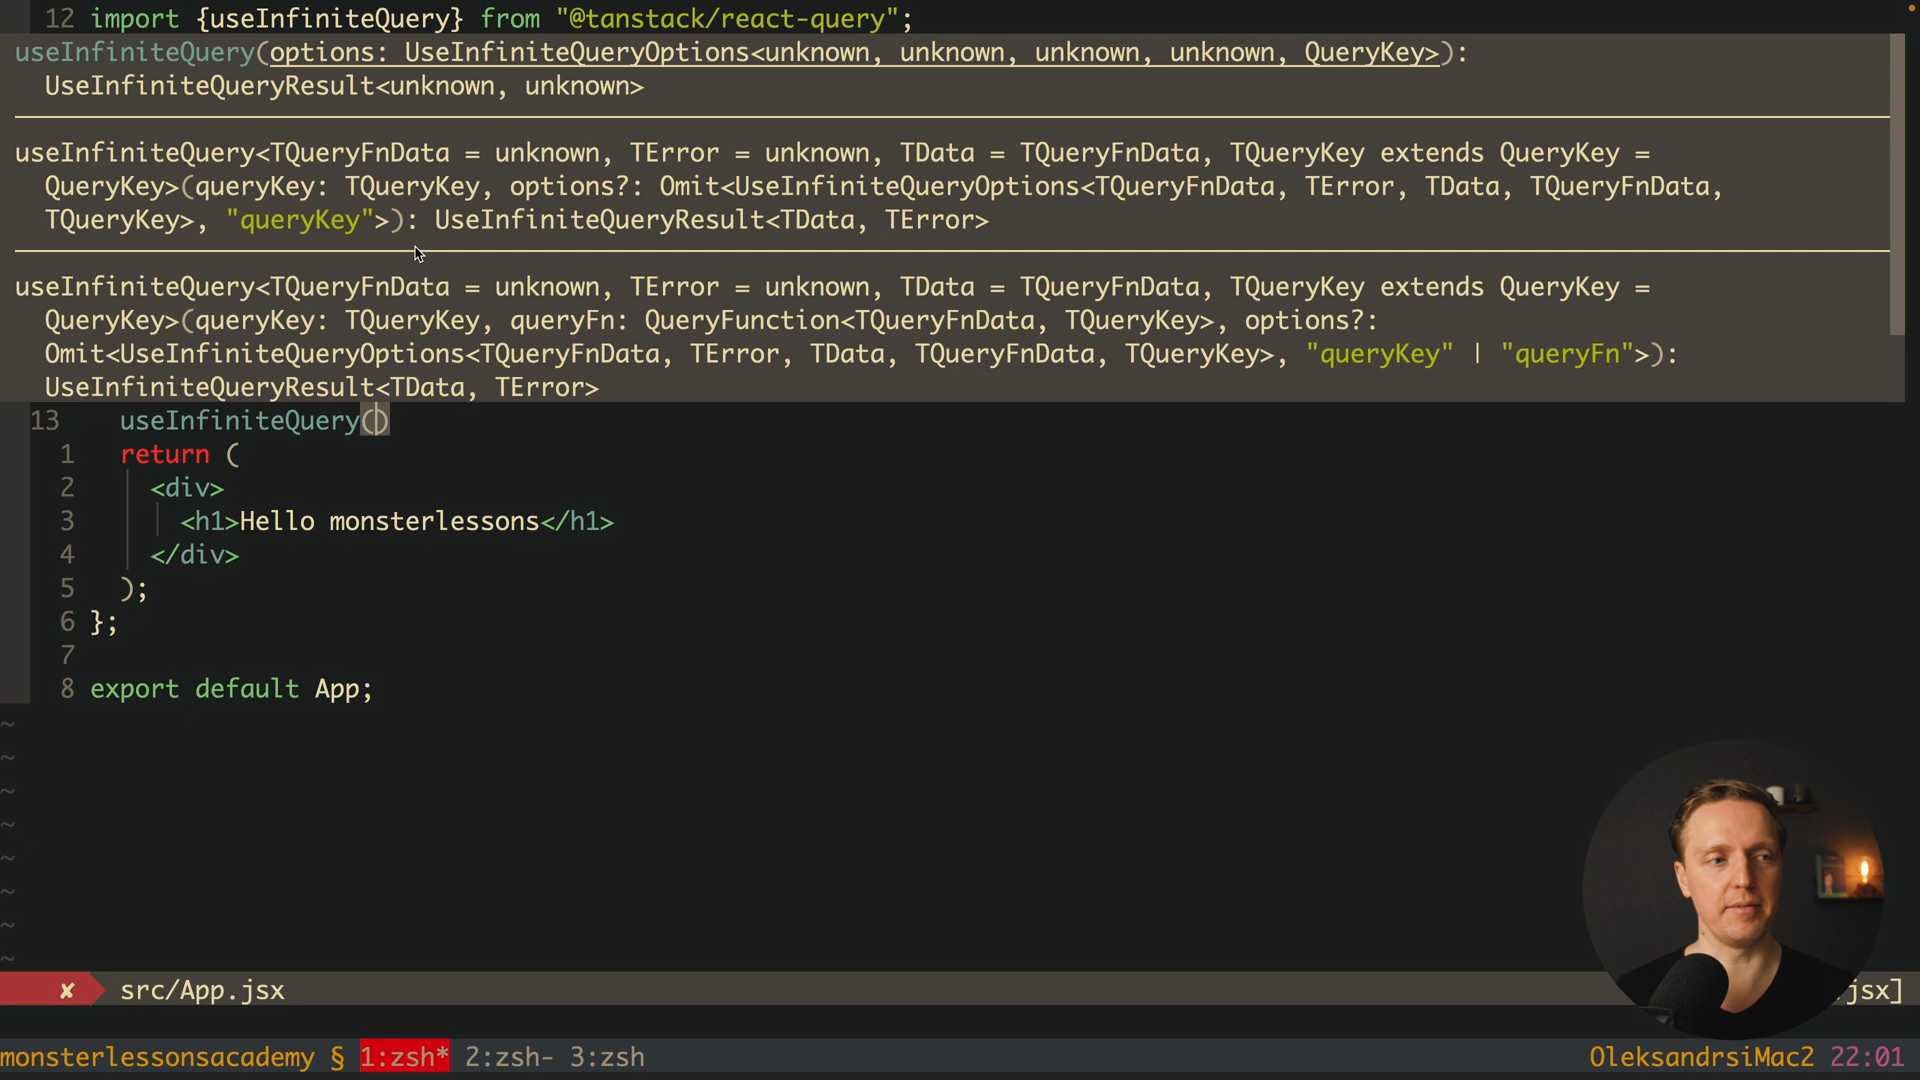 12 import {useInfiniteQuery} from "@tanstack/react-query";
useInfiniteQuery(options: UseInfiniteQueryOptions<unknown, unknown, unknown, unknown, QueryKey>):
UseInfiniteQueryResult<unknown, unknown>
useInfiniteQuery<TQueryFnData = unknown, TError = unknown, TData = TQueryFnData, TQueryKey extends QueryKey =
QueryKey>(queryKey: TQueryKey, options?: Omit<UseInfiniteQueryOptions<TQueryFnData, TError, TData, TQueryFnData,
TQueryKey>, "queryKey">): UseInfiniteQueryResult<TData, TError>
useInfiniteQuery<TQueryFnData = unknown, TError = unknown, TData = TQueryFnData, TQueryKey extends QueryKey =
QueryKey>(queryKey: TQueryKey, queryFn: QueryFunction<TQueryFnData, TQueryKey>, options?:
Omit<UseInfiniteQueryOptions<TQueryFnData, TError, TData, TQueryFnData, TQueryKey>, "queryKey" | "queryFn">):
UseInfiniteQueryResult<TData, TError>
13 useInfiniteQuery()
1 return (
2 <div>
3 <h1>Hello monsterlessons</h1>
4 </div>
5 );
6 };
7
8 export default App;
~
~
~
~
~
~
~
~
✘ src/App.jsx jsx]
monsterlessonsacademy § 1:zsh* 2:zsh- 3:zsh OleksandrsiMac2 22:01